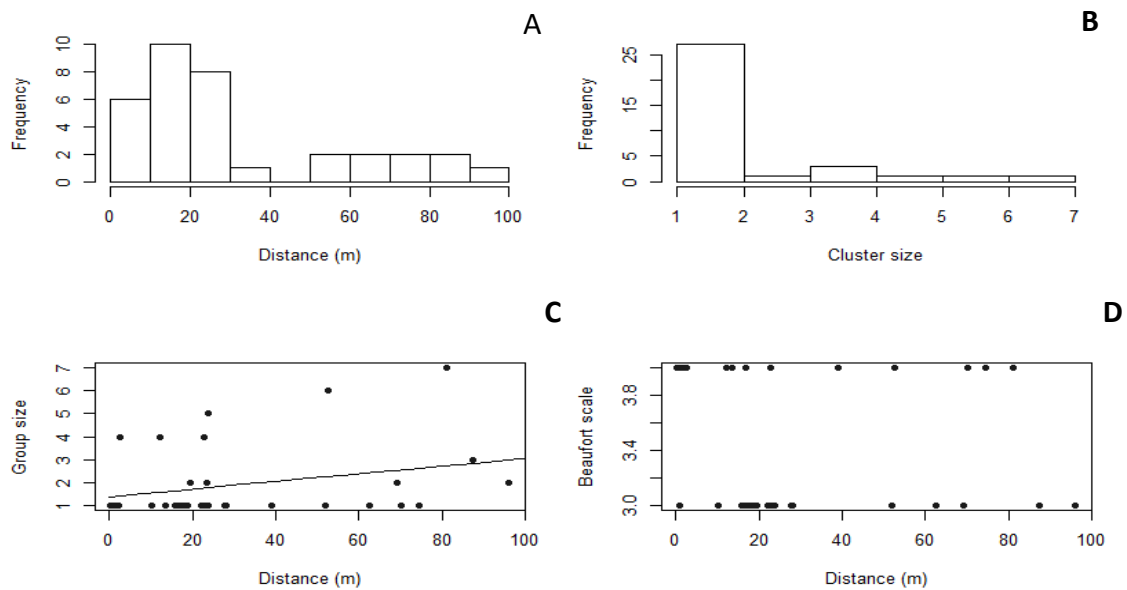 A
Frequency
10
8
6
4
2
0
0 20 40 60 80 100
Distance (m)
B
Frequency
25
15
5
0
1 2 3 4 5 6 7
Cluster size
C
Group size
7
6
5
4
3
2
1
0 20 40 60 80 100
Distance (m)
D
Beaufort scale
3.8
3.4
3.0
0 20 40 60 80 100
Distance (m)